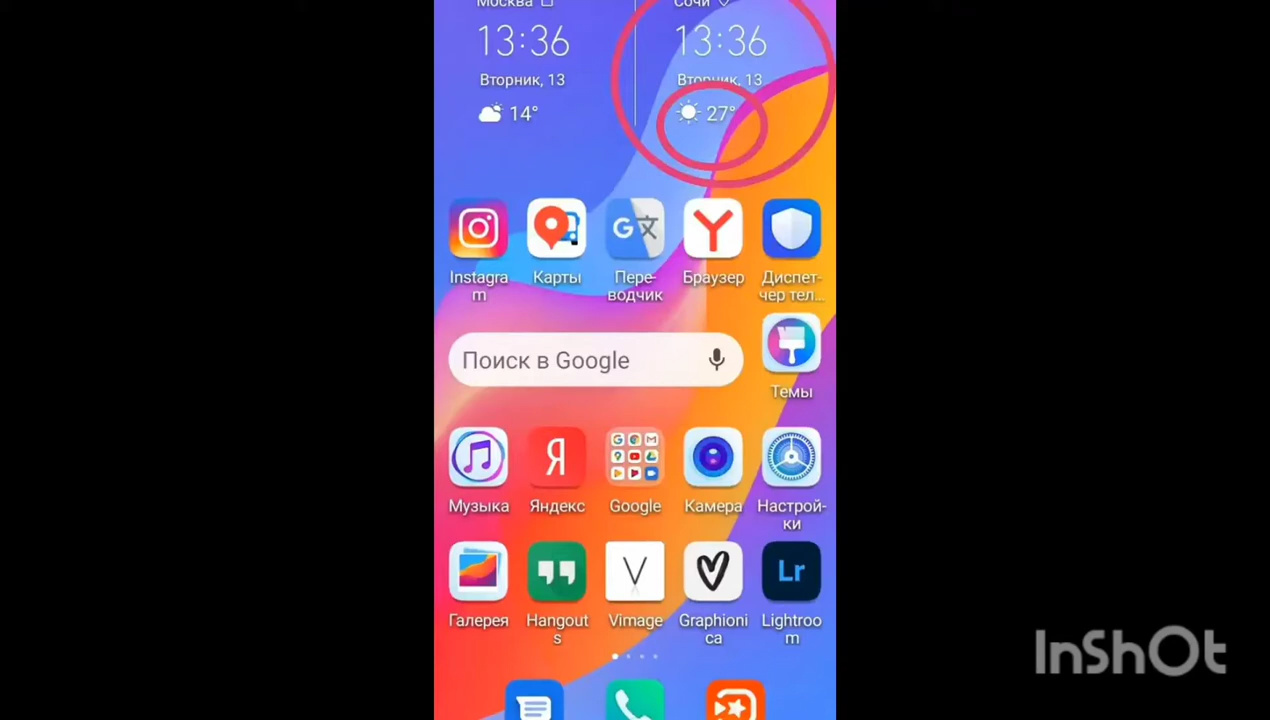 Москва
Сочи
13:36
13:36
Вторник, 13
Вторник, 13
14°
27°
Instagra
m
Карты
Пере-
водчик
Браузер
Диспет-
чер тел...
Поиск в Google
Темы
Музыка
Яндекс
Google
Камера
Настрой-
ки
Галерея
Hangout
s
Vimage
Graphioni
ca
Lr
Lightroo
m
InShOt